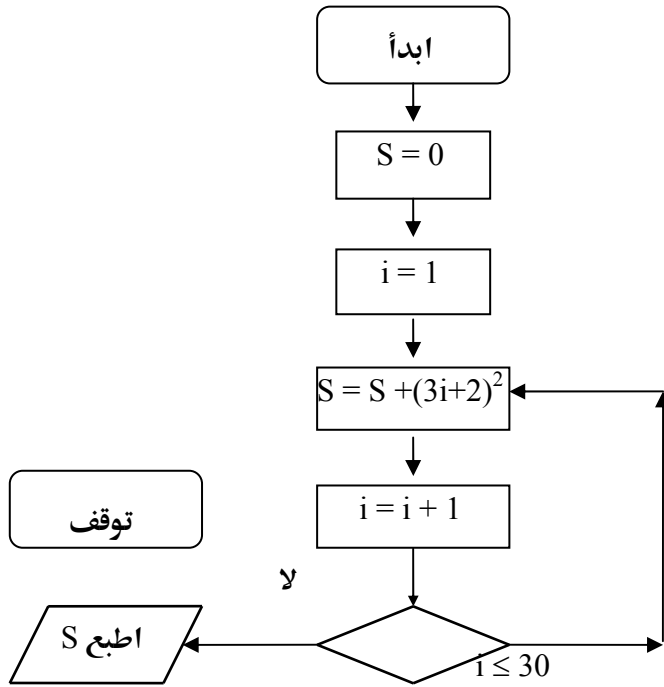 ابدأ
S = 0
i = 1
S = S +(3i+2)²
i = i + 1
توقف
لا
اطبع S
i ≤ 30